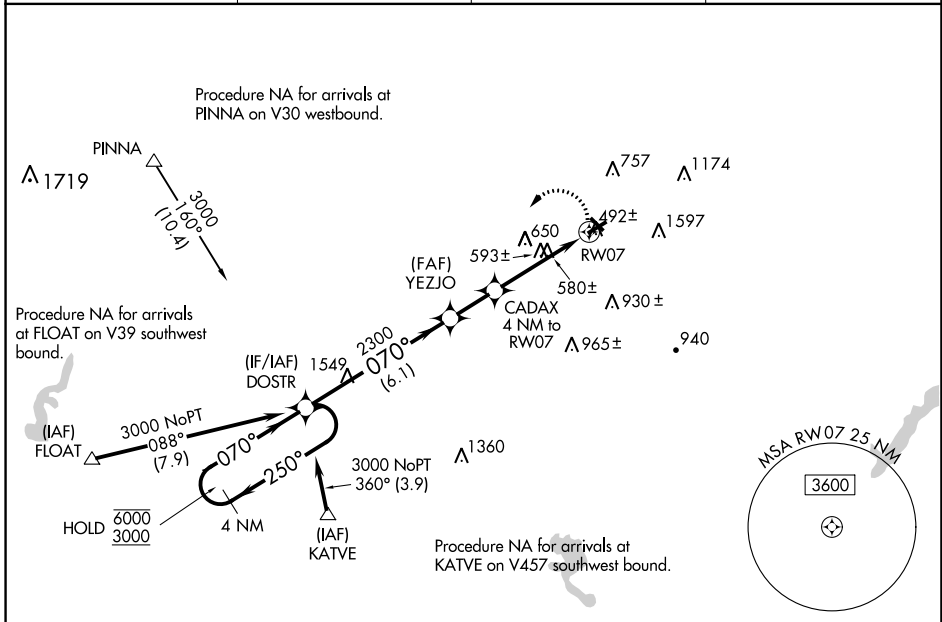 Procedure NA for arrivals at
PINNA on V30 westbound.
PINNA
1719
3000
160°
(10.4)
757
1174
492±
1597
650
593±
RW07
580±
(FAF)
YEZJO
CADAX
4 NM to
RW07
930 ±
965±
940
Procedure NA for arrivals
at FLOAT on V39 southwest
bound.
(IF/IAF)
DOSTR
1549
2300
070°
(6.1)
(IAF)
FLOAT
3000 NoPT
088°
(7.9)
070°
250°
HOLD
6000
3000
4 NM
3000 NoPT
360° (3.9)
(IAF)
KATVE
1360
Procedure NA for arrivals at
KATVE on V457 southwest bound.
MSA RW07 25 NM
3600